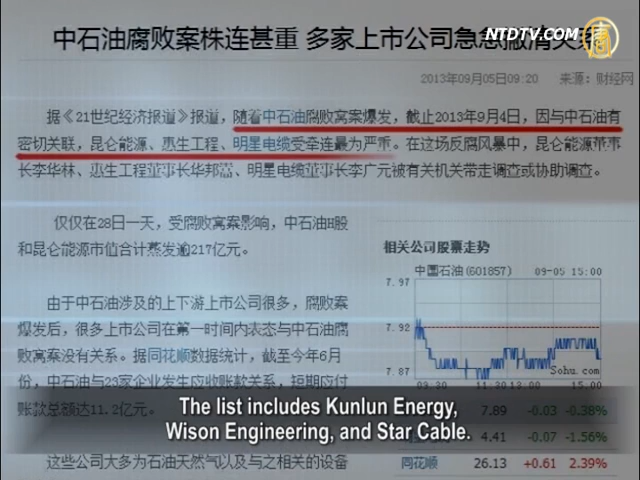 NTDTV.COM
中石油腐败案株连甚重 多家上市公司急急撇清关系
2013年09月05日09:20 来源：财经网
据《21世纪经济报道》报道，随着中石油腐败窝案爆发，截止2013年9月4日，因与中石油有
密切关联，昆仑能源、惠生工程、明星电缆受牵连最为严重。在这场反腐风暴中，昆仑能源董事
长李华林、惠生工程董事长华邦嵩、明星电缆董事长李广元被有关机关带走调查或协助调查。
仅仅在28日一天，受腐败窝案影响，中石油H股
和昆仑能源市值合计蒸发逾217亿元。
相关公司股票走势
中国石油(601857) 09-05 15:00
7.97
7.92
7.87
09:30 11:30 13:00 15:00
Sohu.com
由于中石油涉及的上下游上市公司很多，腐败案
爆发后，很多上市公司在第一时间内表态与中石油腐
败窝案没有关系。据同花顺数据统计，截至今年6月
份，中石油与23家企业发生应收账款关系，短期应付
账款总额达11.2亿元。
7.89 -0.03 -0.38%
4.41 -0.07 -1.56%
同花顺 26.13 +0.61 2.39%
The list includes Kunlun Energy,
Wison Engineering, and Star Cable.
这些公司大多为石油天然气以及与之相关的设备